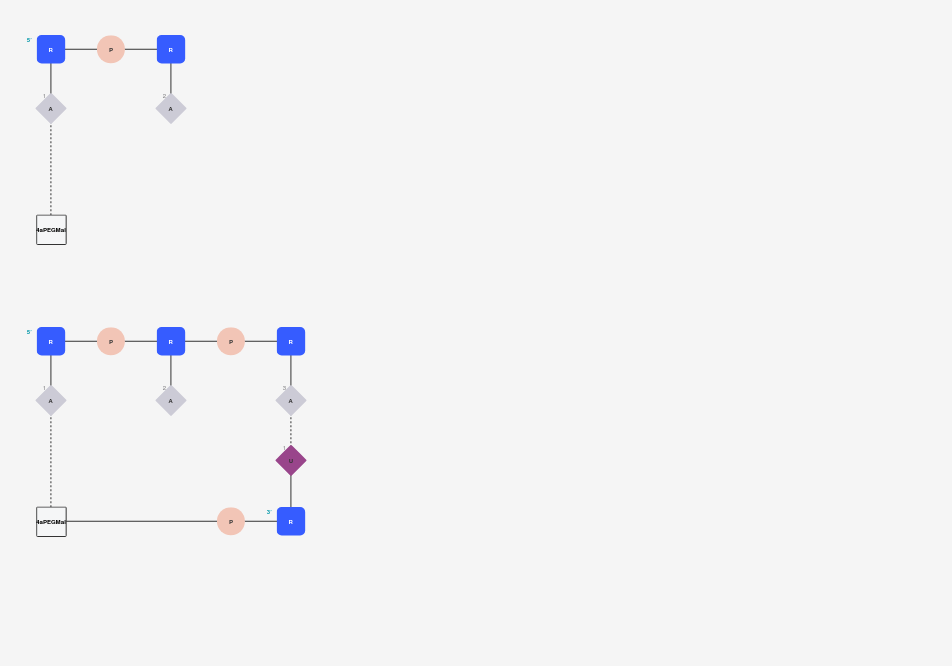 5'
R P R
1 2
A A
4aPEGMal
5'
R P R P R
1 2 3
A A A
U
3'
4aPEGMal P R